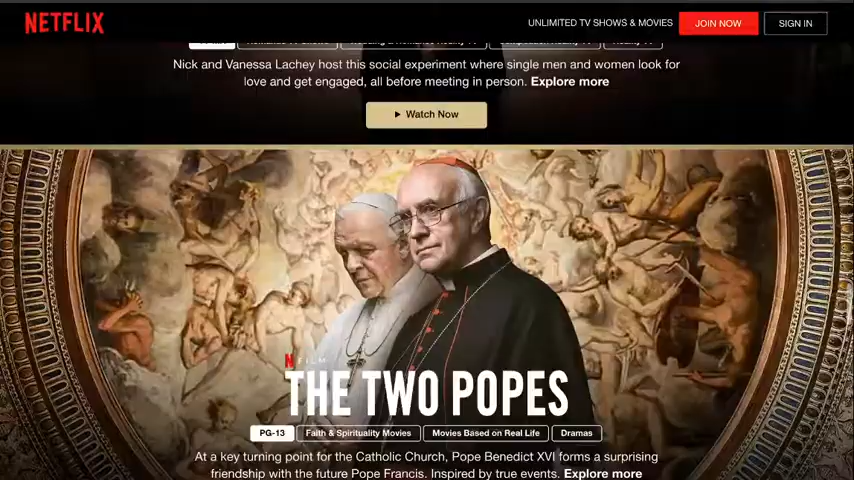 NETFLIX
UNLIMITED TV SHOWS & MOVIES
JOIN NOW
SIGN IN
Nick and Vanessa Lachey host this social experiment where single men and women look for
love and get engaged, all before meeting in person. Explore more
Watch Now
N FILM
THE TWO POPES
PG-13
Faith & Spirituality Movies
Movies Based on Real Life
Dramas
At a key turning point for the Catholic Church, Pope Benedict XVI forms a surprising
friendship with the future Pope Francis. Inspired by true events. Explore more